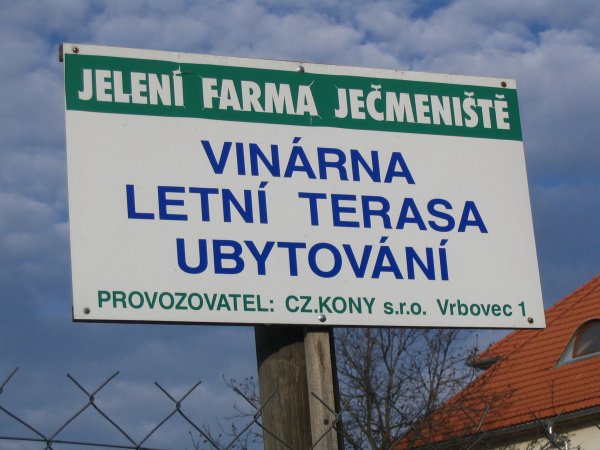 JELENÍ FARMA JEČMENIŠTĚ
VINÁRNA
LETNÍ TERASA
UBYTOVÁNÍ
PROVOZOVATEL: CZ.KONY s.r.o. Vrbovec 1